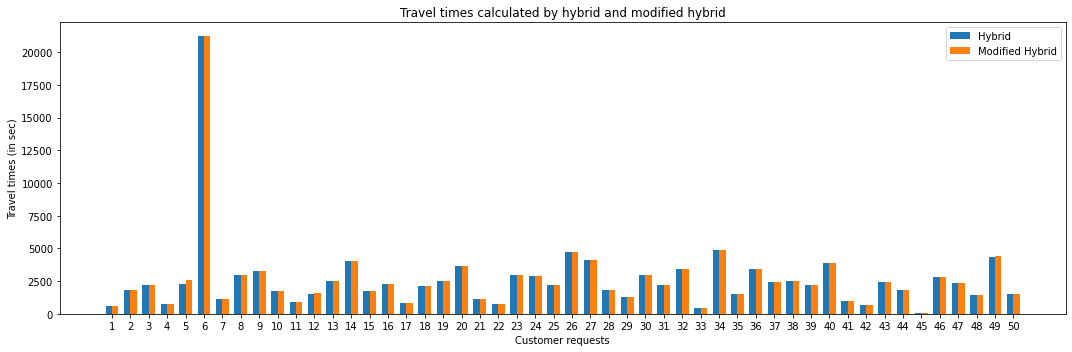 Travel times calculated by hybrid and modified hybrid
Hybrid
Modified Hybrid
20000
17500
15000
12500
10000
7500
5000
2500
0
Travel times (in sec)
1 2 3 4 5 6 7 8 9 10 11 12 13 14 15 16 17 18 19 20 21 22 23 24 25 26 27 28 29 30 31 32 33 34 35 36 37 38 39 40 41 42 43 44 45 46 47 48 49 50
Customer requests